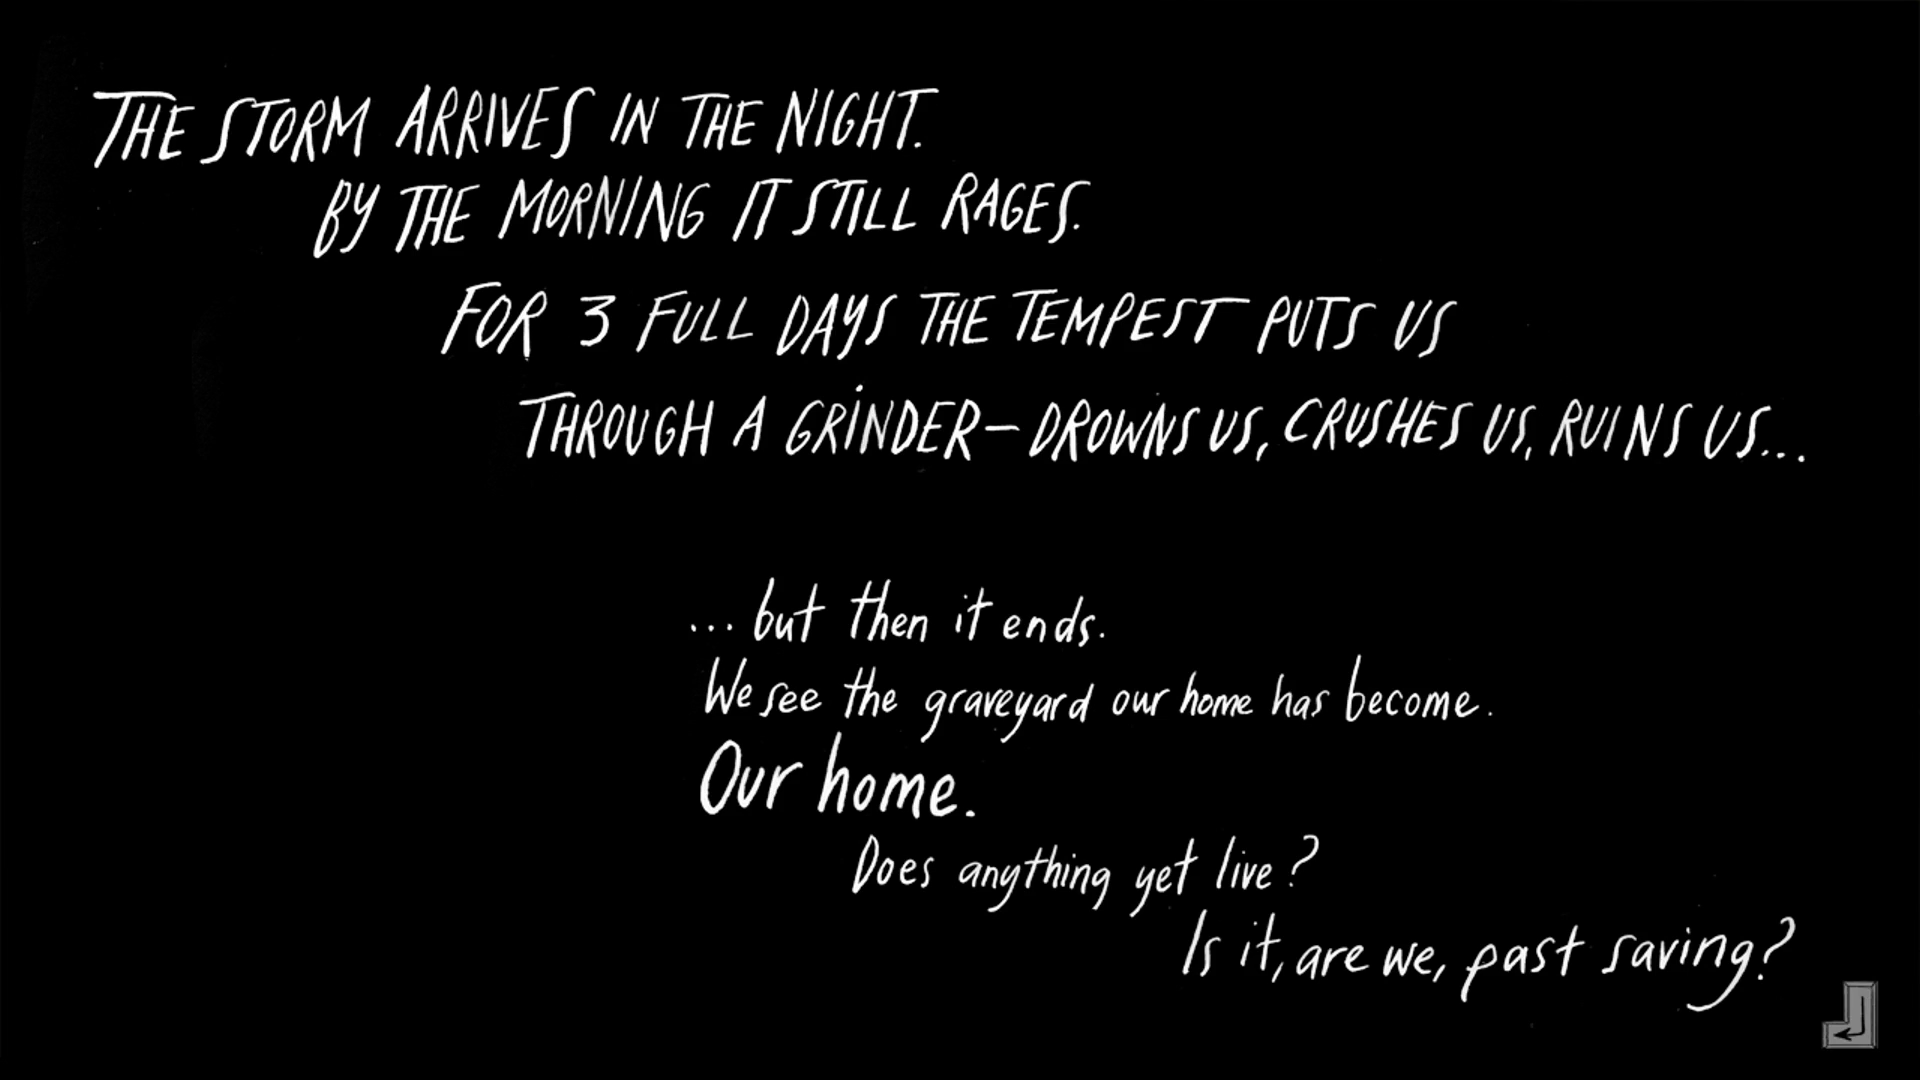 THE STORM ARRIVES IN THE NIGHT.
BY THE MORNING IT STILL RAGES.
FOR 3 FULL DAYS THE TEMPEST PUTS US
THROUGH A GRINDER—DROWNS US, CRUSHES US, RUINS US...
...but then it ends.
We see the graveyard our home has become.
Our home.
Does anything yet live?
Is it, are we, past saving?